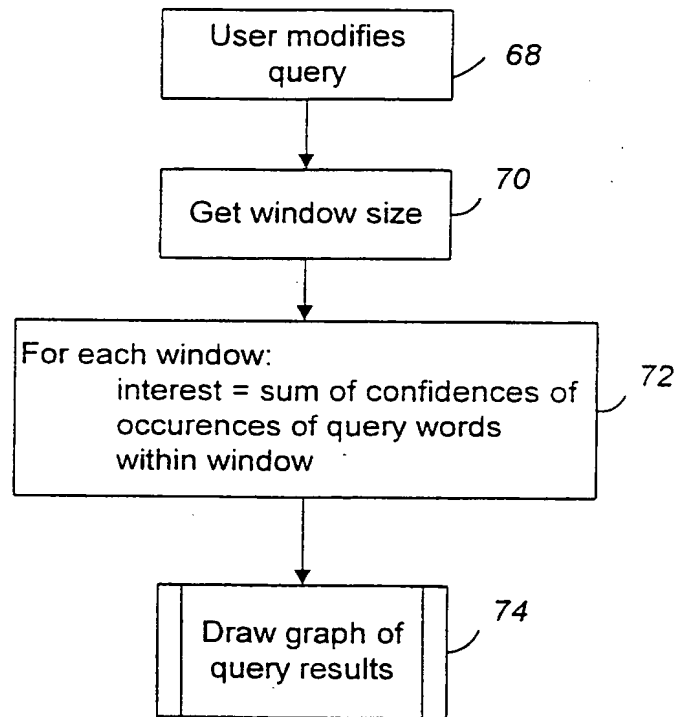 User modifies
query
68
70
Get window size
For each window:
interest = sum of confidences of
occurences of query words
within window
72
Draw graph of
query results
74